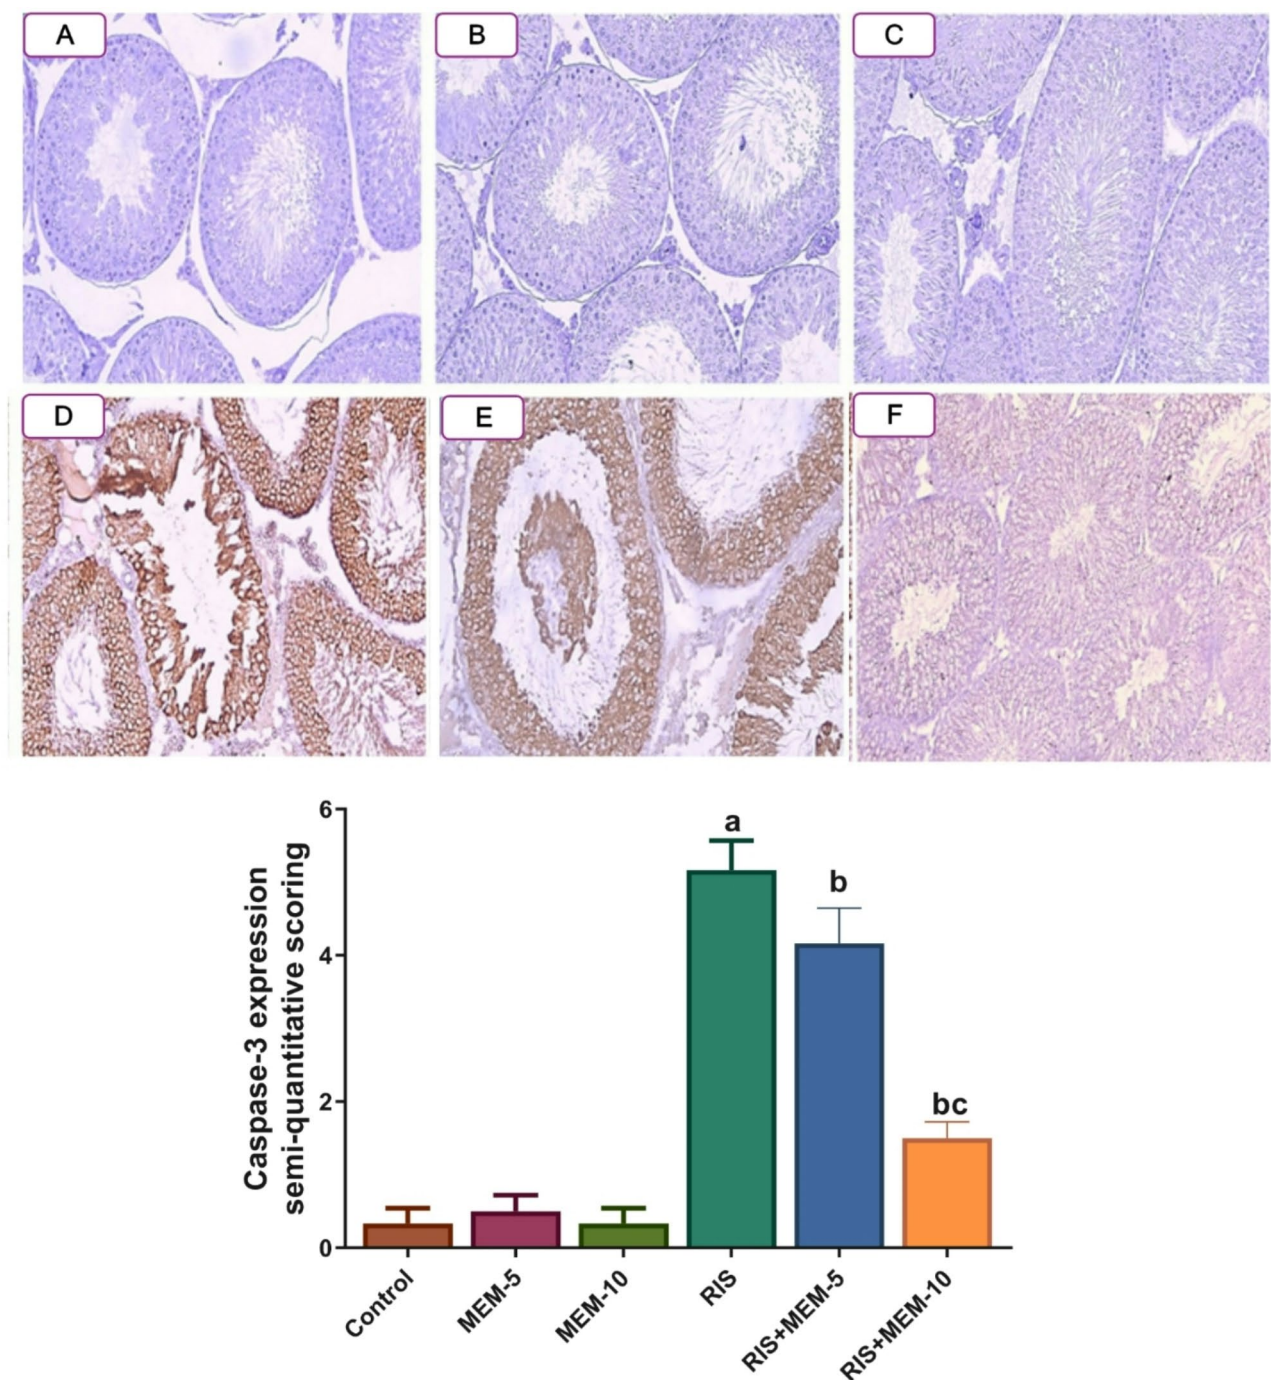 A
B
C
D
E
F
6
4
2
0
Caspase-3 expression
semi-quantitative scoring
a
b
bc
Control
MEM-5
MEM-10
RIS
RIS+MEM-5
RIS+MEM-10